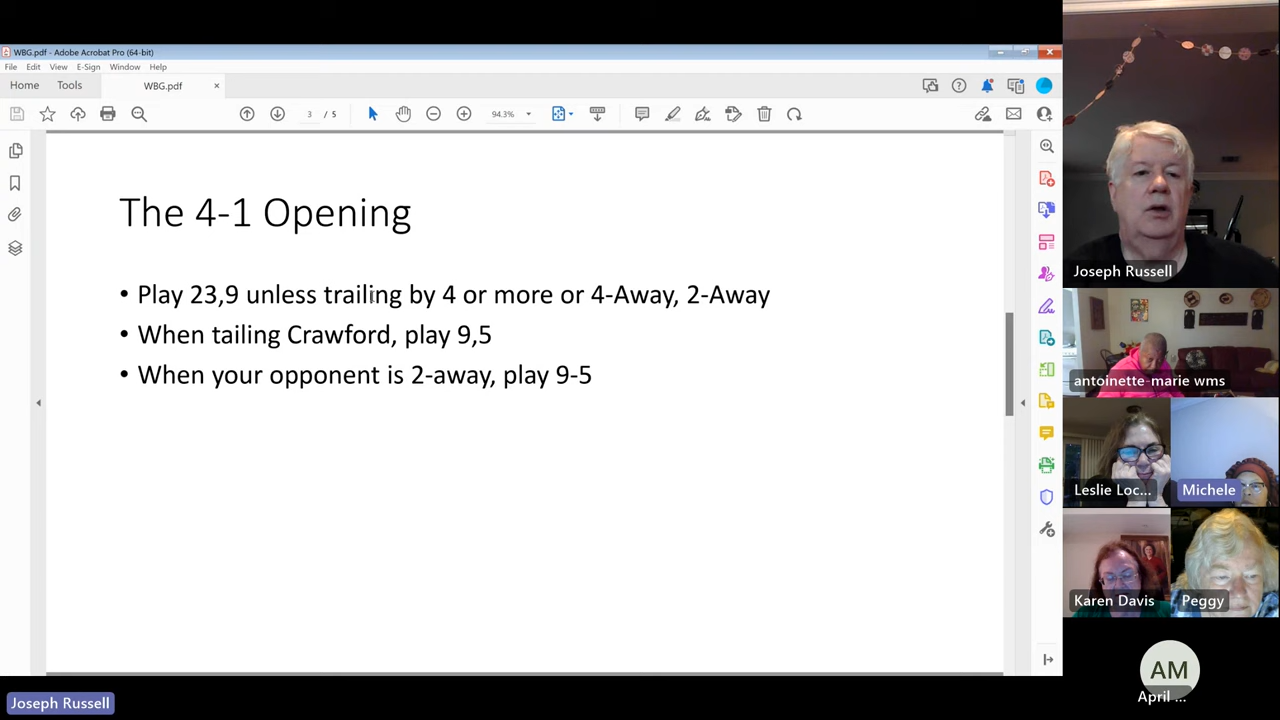 WBG.pdf - Adobe Acrobat Pro (64-bit)
File Edit View E-Sign Window Help
Home Tools WBG.pdf
3 / 5 94.3%
The 4-1 Opening
• Play 23,9 unless trailing by 4 or more or 4-Away, 2-Away
• When tailing Crawford, play 9,5
• When your opponent is 2-away, play 9-5
Joseph Russell
antoinette-marie wms
Leslie Loc... Michele
Karen Davis Peggy
AM
April ...
Joseph Russell